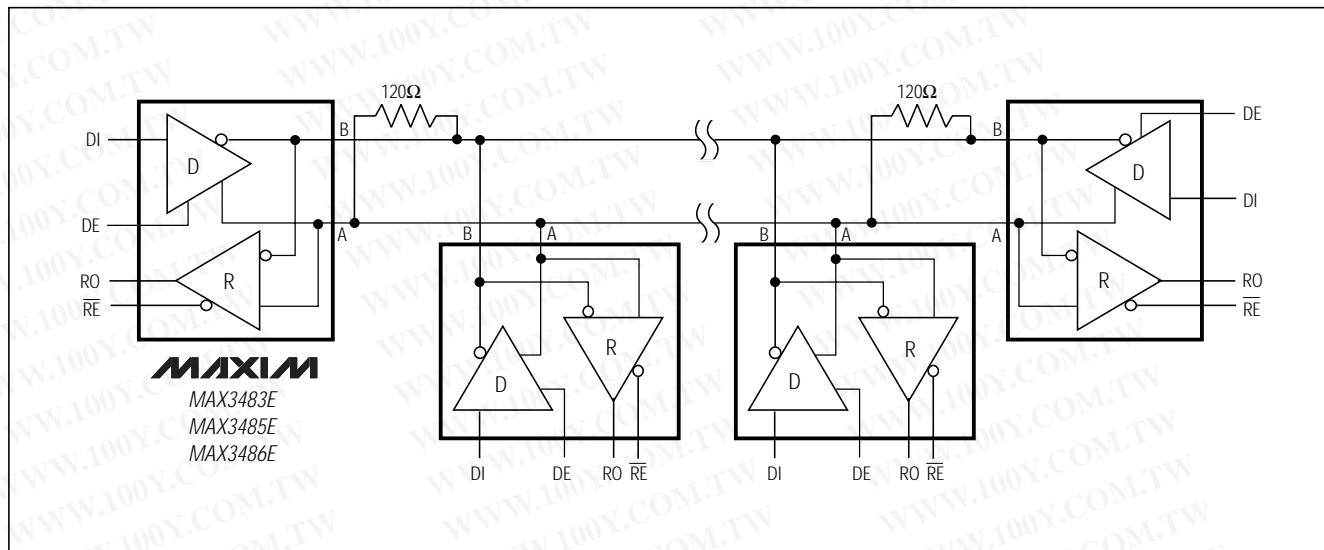 120Ω
120Ω
DI
B
B
DE
D
D
DI
DE
A
B
A
B
A
A
RO
R
R
RO
RE
RE
D
R
D
R
MAXIM
MAX3483E
MAX3485E
MAX3486E
DI
DE
RO
RE
DI
DE
RO
RE
WWW.100Y.COM.TW